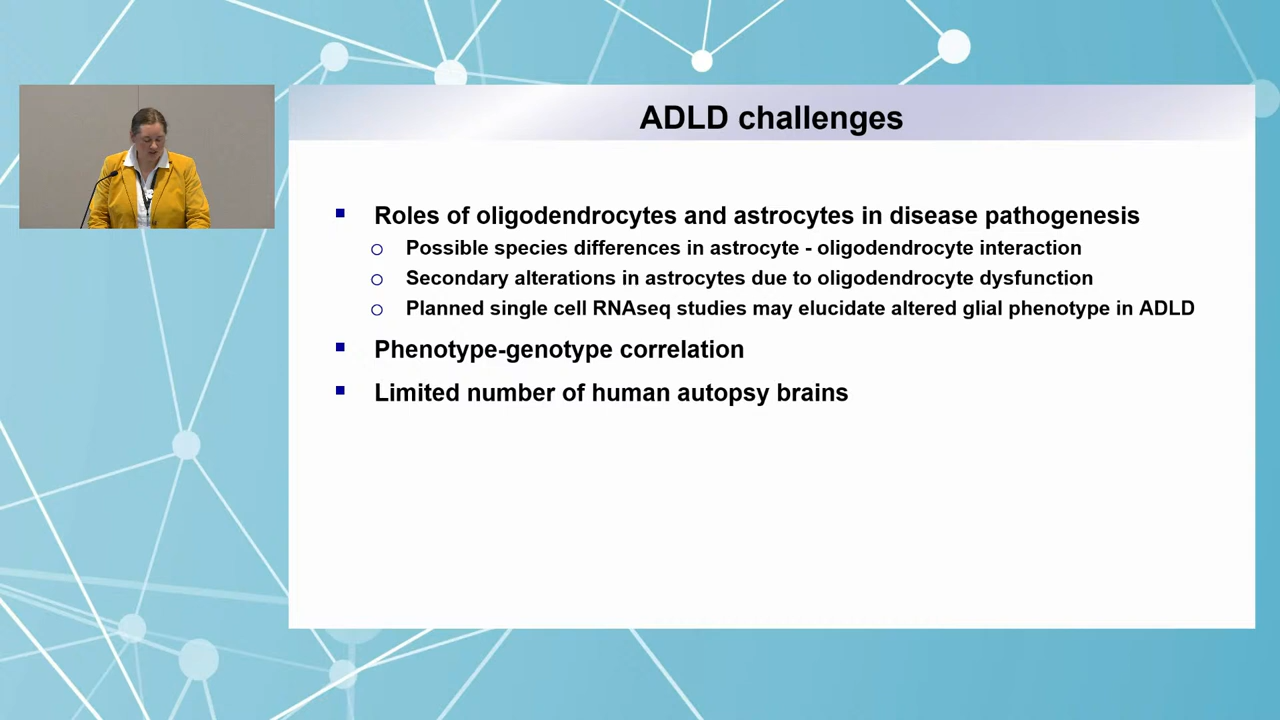 ADLD challenges
Roles of oligodendrocytes and astrocytes in disease pathogenesis
Possible species differences in astrocyte - oligodendrocyte interaction
Secondary alterations in astrocytes due to oligodendrocyte dysfunction
Planned single cell RNAseq studies may elucidate altered glial phenotype in ADLD
Phenotype-genotype correlation
Limited number of human autopsy brains